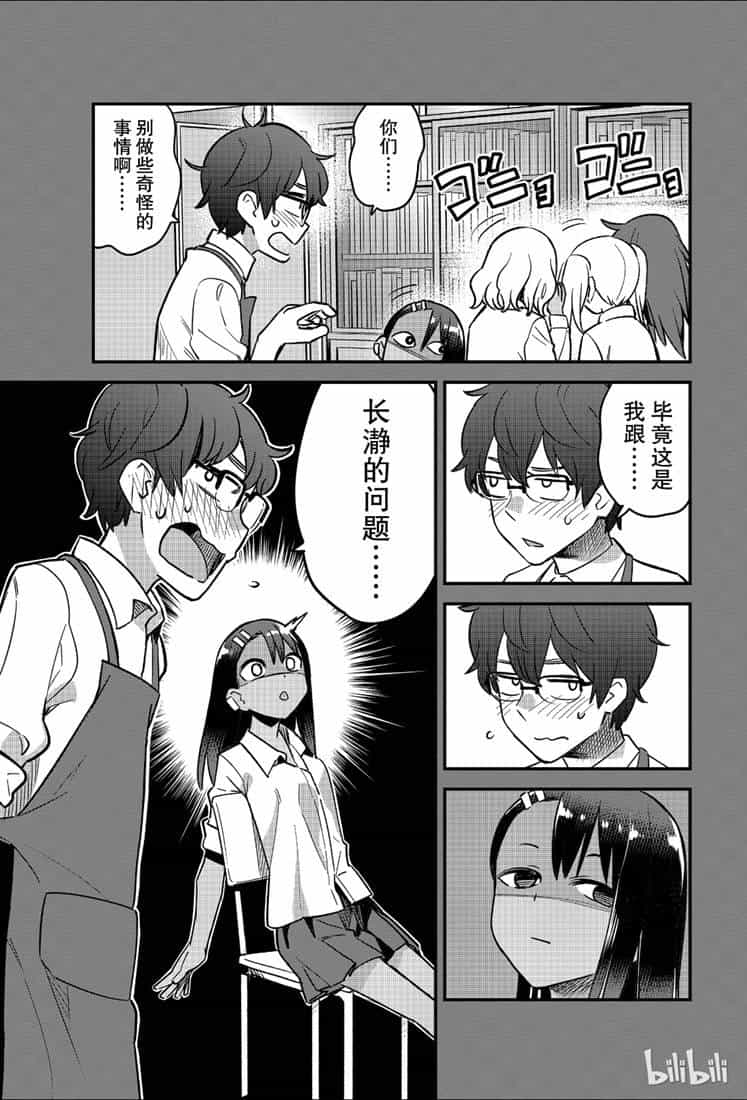 ゴニョ
ゴニョ
你们……
别做些奇怪的
事情啊……
毕竟这是
我跟……
长瀞的问题……
bilibili